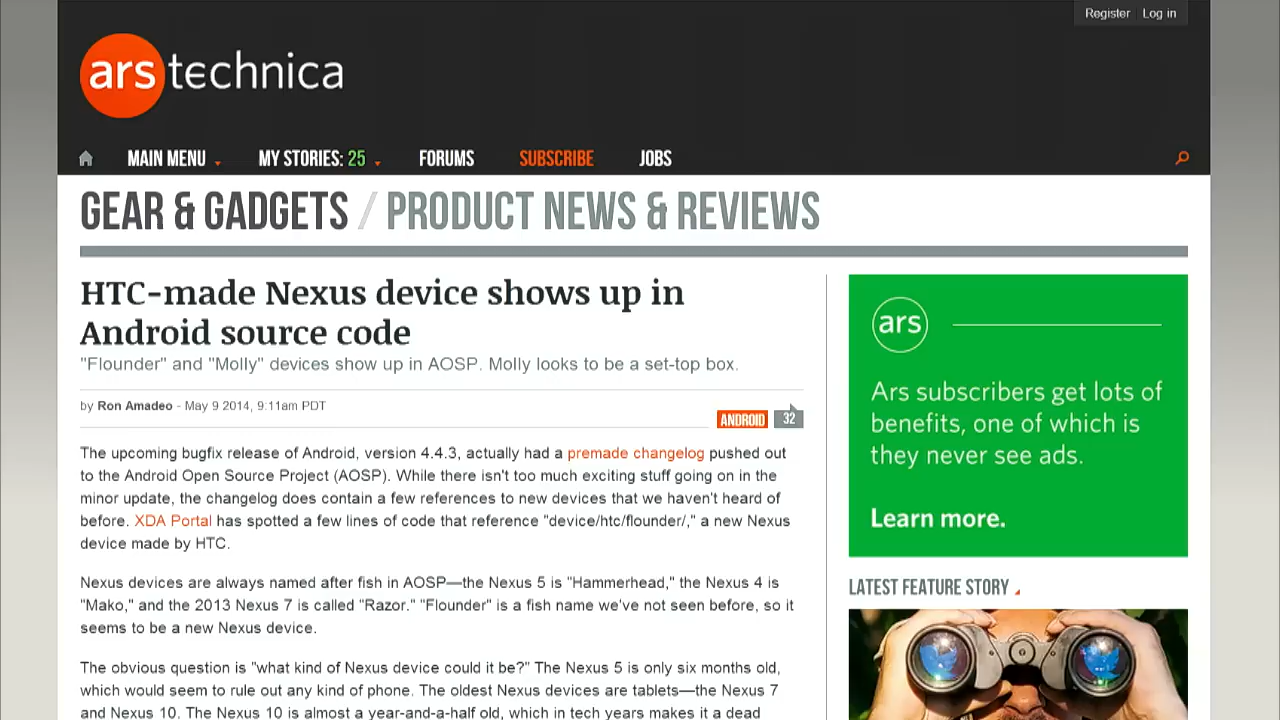 Register Log in
ars technica
MAIN MENU MY STORIES: 25 FORUMS SUBSCRIBE JOBS
GEAR & GADGETS / PRODUCT NEWS & REVIEWS
HTC-made Nexus device shows up in
Android source code
"Flounder" and "Molly" devices show up in AOSP. Molly looks to be a set-top box.
by Ron Amadeo - May 9 2014, 9:11am PDT
ANDROID 32
The upcoming bugfix release of Android, version 4.4.3, actually had a premade changelog pushed out
to the Android Open Source Project (AOSP). While there isn't too much exciting stuff going on in the
minor update, the changelog does contain a few references to new devices that we haven't heard of
before. XDA Portal has spotted a few lines of code that reference "device/htc/flounder/," a new Nexus
device made by HTC.
Nexus devices are always named after fish in AOSP—the Nexus 5 is "Hammerhead," the Nexus 4 is
"Mako," and the 2013 Nexus 7 is called "Razor." "Flounder" is a fish name we've not seen before, so it
seems to be a new Nexus device.
The obvious question is "what kind of Nexus device could it be?" The Nexus 5 is only six months old,
which would seem to rule out any kind of phone. The oldest Nexus devices are tablets—the Nexus 7
and Nexus 10. The Nexus 10 is almost a year-and-a-half old, which in tech years makes it a dead
ars
Ars subscribers get lots of
benefits, one of which is
they never see ads.
Learn more.
LATEST FEATURE STORY